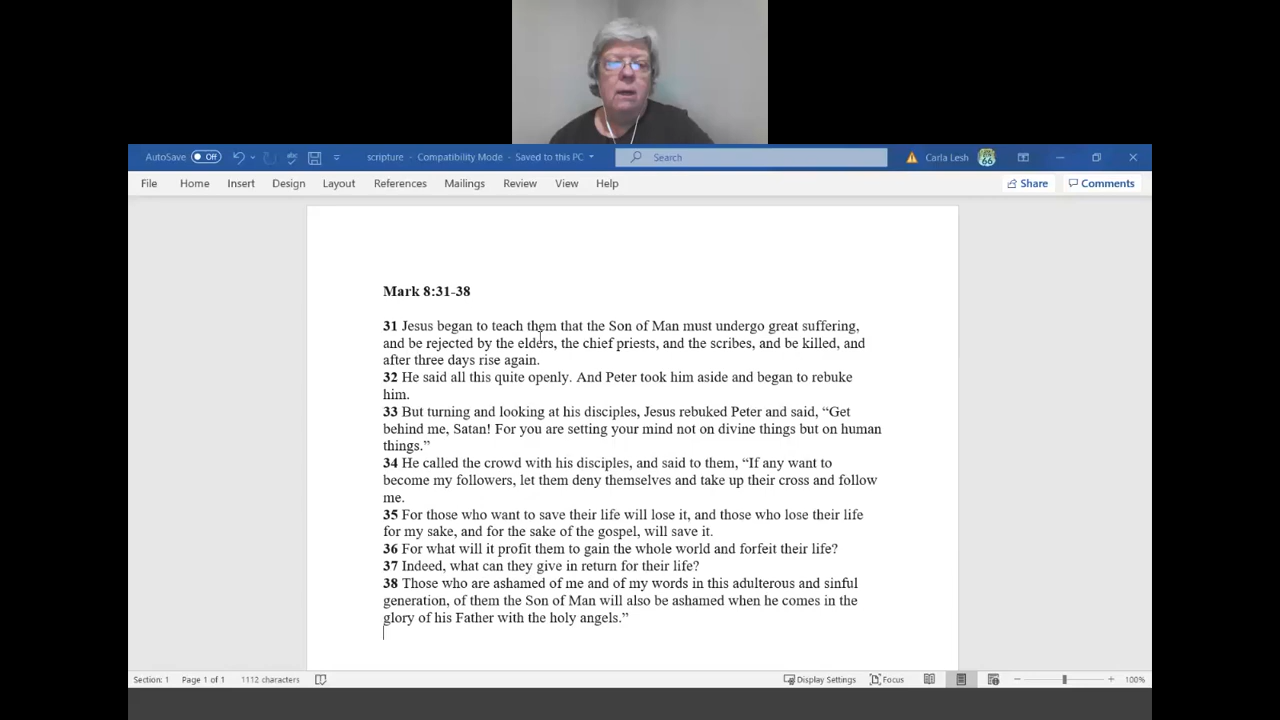 AutoSave Off scripture - Compatibility Mode - Saved to this PC Search Carla Lesh 66
File Home Insert Design Layout References Mailings Review View Help Share Comments
Mark 8:31-38
31 Jesus began to teach them that the Son of Man must undergo great suffering,
and be rejected by the elders, the chief priests, and the scribes, and be killed, and
after three days rise again.
32 He said all this quite openly. And Peter took him aside and began to rebuke
him.
33 But turning and looking at his disciples, Jesus rebuked Peter and said, “Get
behind me, Satan! For you are setting your mind not on divine things but on human
things.”
34 He called the crowd with his disciples, and said to them, “If any want to
become my followers, let them deny themselves and take up their cross and follow
me.
35 For those who want to save their life will lose it, and those who lose their life
for my sake, and for the sake of the gospel, will save it.
36 For what will it profit them to gain the whole world and forfeit their life?
37 Indeed, what can they give in return for their life?
38 Those who are ashamed of me and of my words in this adulterous and sinful
generation, of them the Son of Man will also be ashamed when he comes in the
glory of his Father with the holy angels.”
Section: 1 Page 1 of 1 1112 characters Display Settings Focus 100%